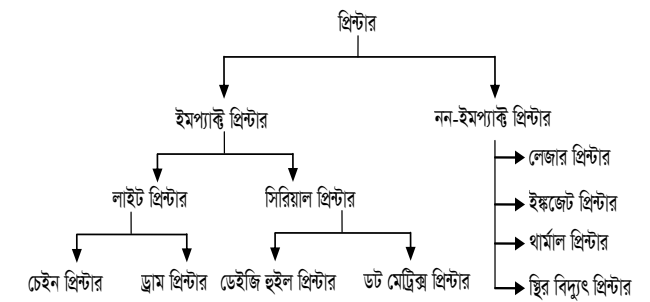 প্রিন্টার
ইমপ্যাক্ট প্রিন্টার
নন-ইমপ্যাক্ট প্রিন্টার
লেজার প্রিন্টার
লাইট প্রিন্টার
সিরিয়াল প্রিন্টার
ইঙ্কজেট প্রিন্টার
থার্মাল প্রিন্টার
চেইন প্রিন্টার
ড্রাম প্রিন্টার
ডেইজি হুইল প্রিন্টার
ডট মেট্রিক্স প্রিন্টার
স্থির বিদ্যুৎ প্রিন্টার